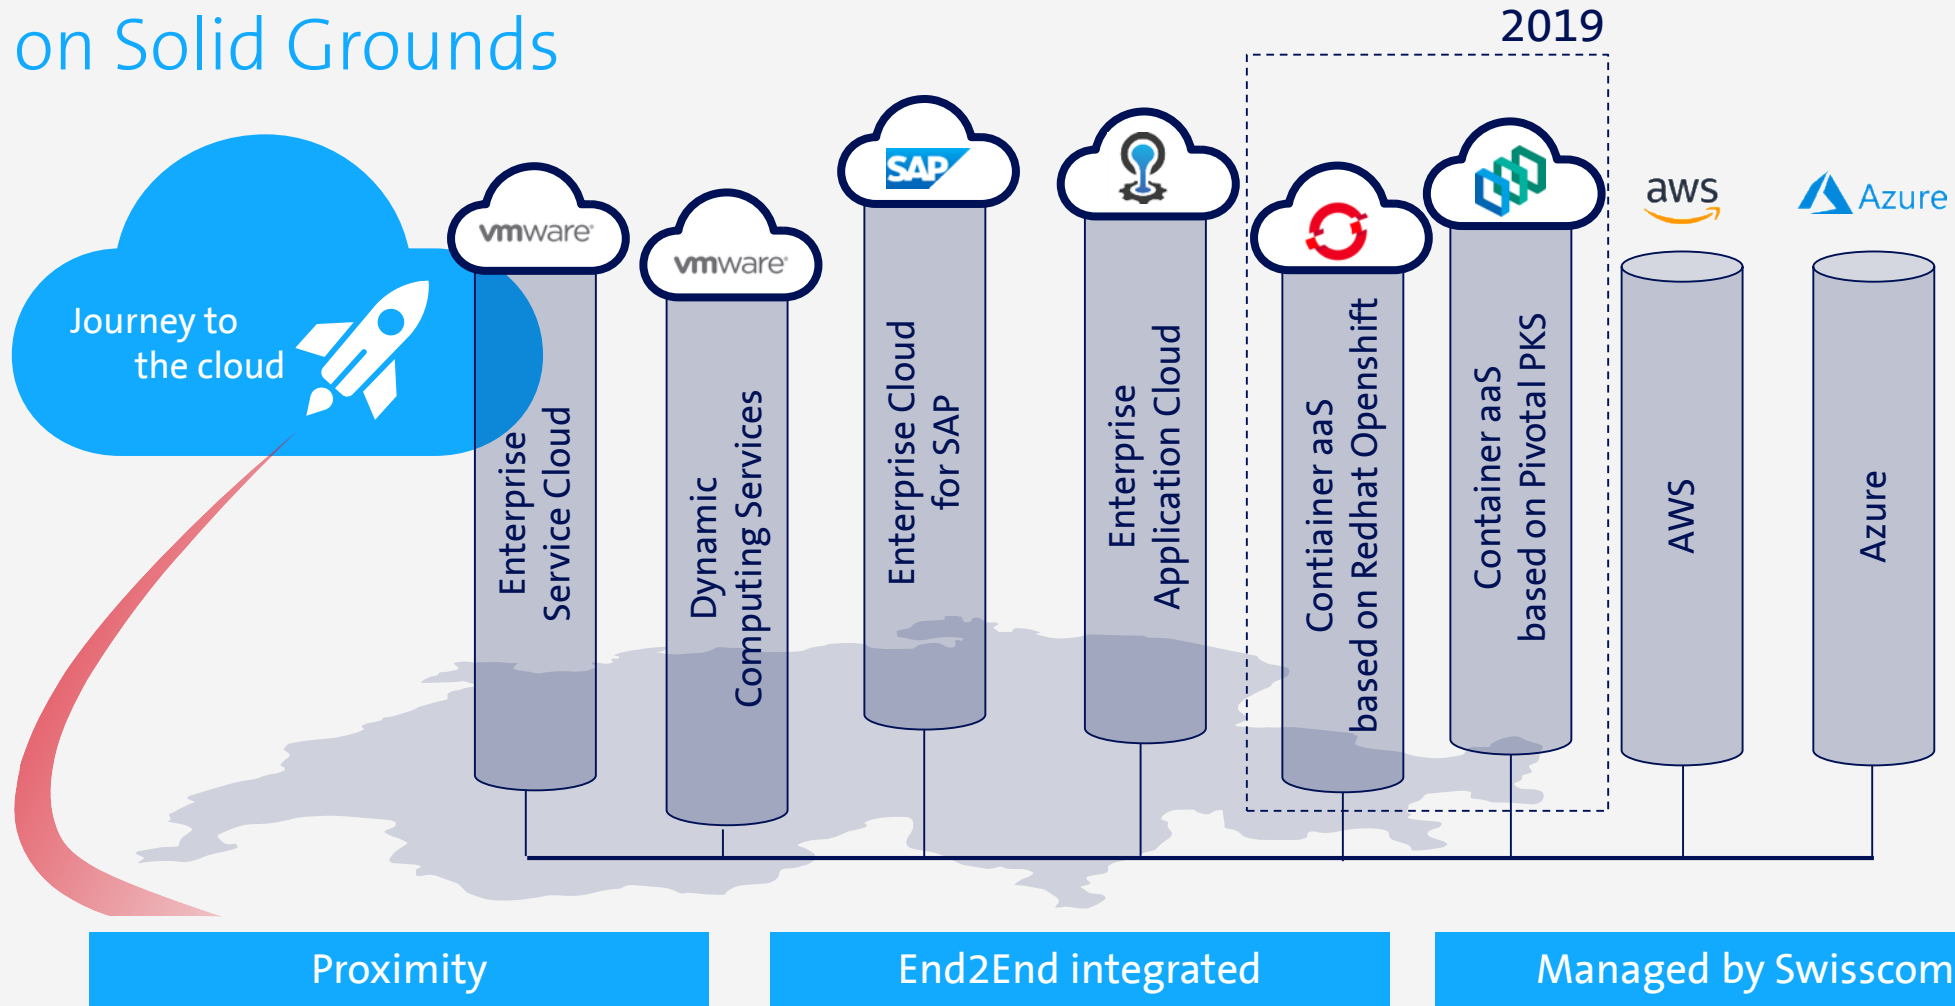 on Solid Grounds
2019
Journey to
the cloud
vmware®
vmware®
SAP
aws
Azure
Enterprise
Service Cloud
Dynamic
Computing Services
Enterprise Cloud
for SAP
Enterprise
Application Cloud
Contiainer aaS
based on Redhat Openshift
Container aaS
based on Pivotal PKS
AWS
Azure
Proximity
End2End integrated
Managed by Swisscom